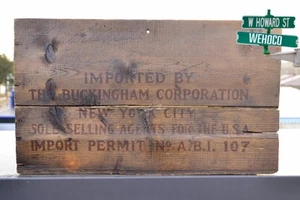 W HOWARD ST
WEHOCO
IMPORTED BY
THE BUCKINGHAM CORPORATION
NEW YORK CITY
SOLE SELLING AGENTS FOR THE U.S.A.
IMPORT PERMIT No A.B.I. 107